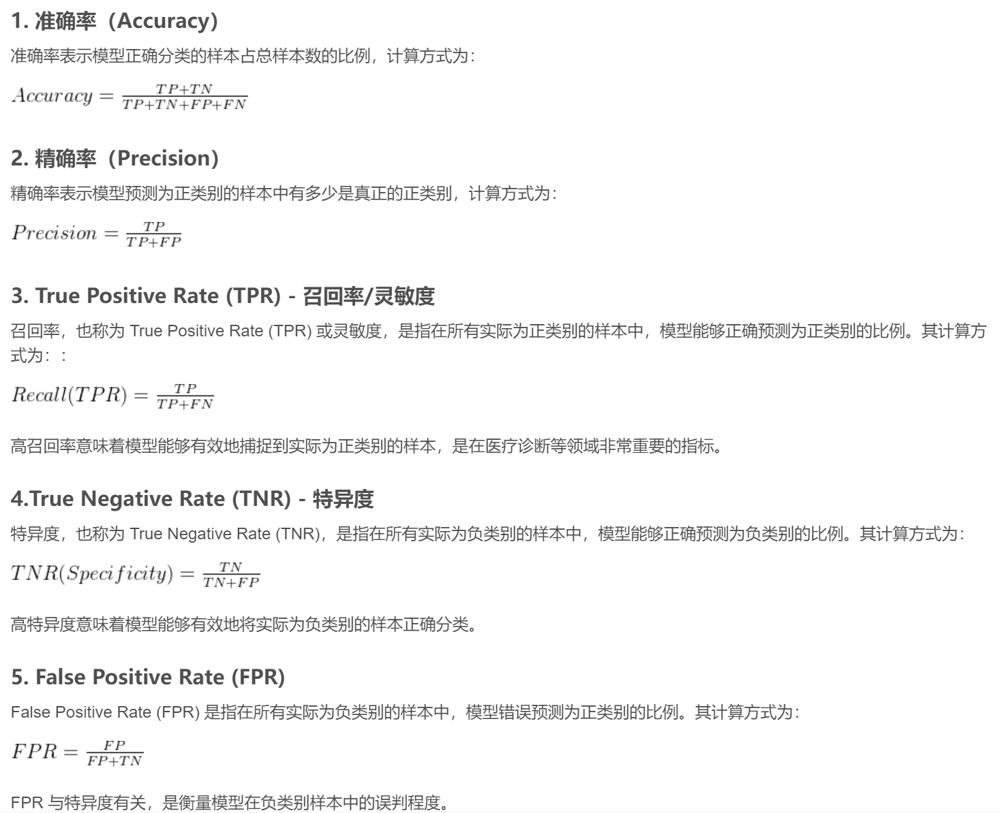 1. 准确率（Accuracy）
准确率表示模型正确分类的样本占总样本数的比例，计算方式为：
Accuracy = \frac{TP+TN}{TP+TN+FP+FN}
2. 精确率（Precision）
精确率表示模型预测为正类别的样本中有多少是真正的正类别，计算方式为：
Precision = \frac{TP}{TP+FP}
3. True Positive Rate (TPR) - 召回率/灵敏度
召回率，也称为 True Positive Rate (TPR) 或灵敏度，是指在所有实际为正类别的样本中，模型能够正确预测为正类别的比例。其计算方
式为：:
Recall(TPR) = \frac{TP}{TP+FN}
高召回率意味着模型能够有效地捕捉到实际为正类别的样本，是在医疗诊断等领域非常重要的指标。
4.True Negative Rate (TNR) - 特异度
特异度，也称为 True Negative Rate (TNR)，是指在所有实际为负类别的样本中，模型能够正确预测为负类别的比例。其计算方式为：
TNR(Specificity) = \frac{TN}{TN+FP}
高特异度意味着模型能够有效地将实际为负类别的样本正确分类。
5. False Positive Rate (FPR)
False Positive Rate (FPR) 是指在所有实际为负类别的样本中，模型错误预测为正类别的比例。其计算方式为：
FPR = \frac{FP}{FP+TN}
FPR 与特异度有关，是衡量模型在负类别样本中的误判程度。